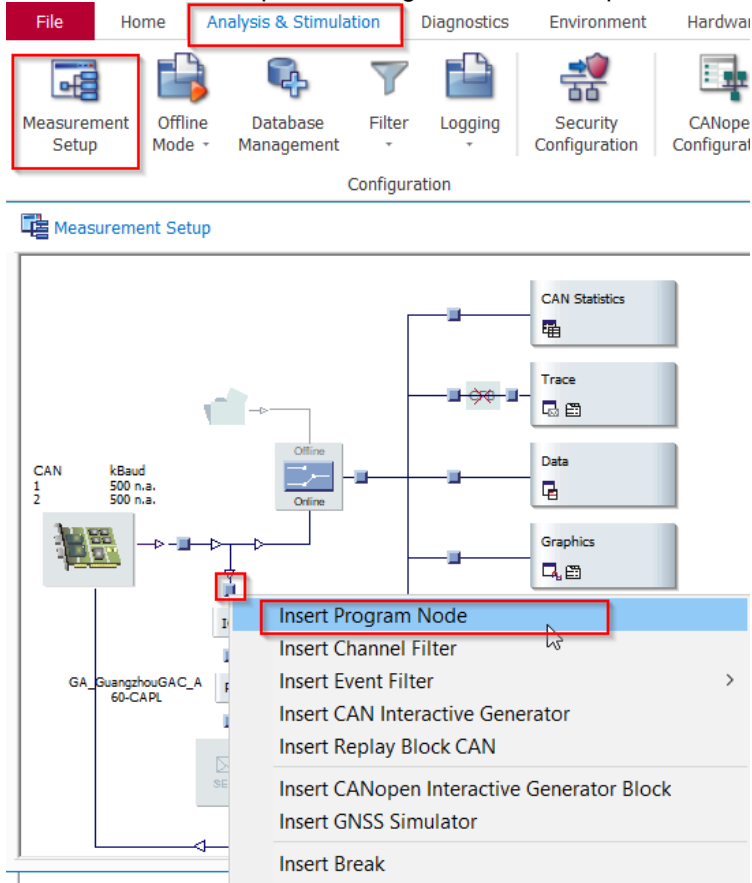 File Home Analysis & Stimulation Diagnostics Environment
Measurement Setup
Offline Mode
Database Management
Filter
Logging
Security Configuration
Configuration
Measurement Setup
CAN Statistics
Trace
Data
Graphics
Offline
Online
CAN kBaud
1 500 n.a.
2 500 n.a.
GA_GuangzhouGAC_A
60-CAPL
Insert Program Node
Insert Channel Filter
Insert Event Filter
Insert CAN Interactive Generator
Insert Replay Block CAN
Insert CANopen Interactive Generator Block
Insert GNSS Simulator
Insert Break